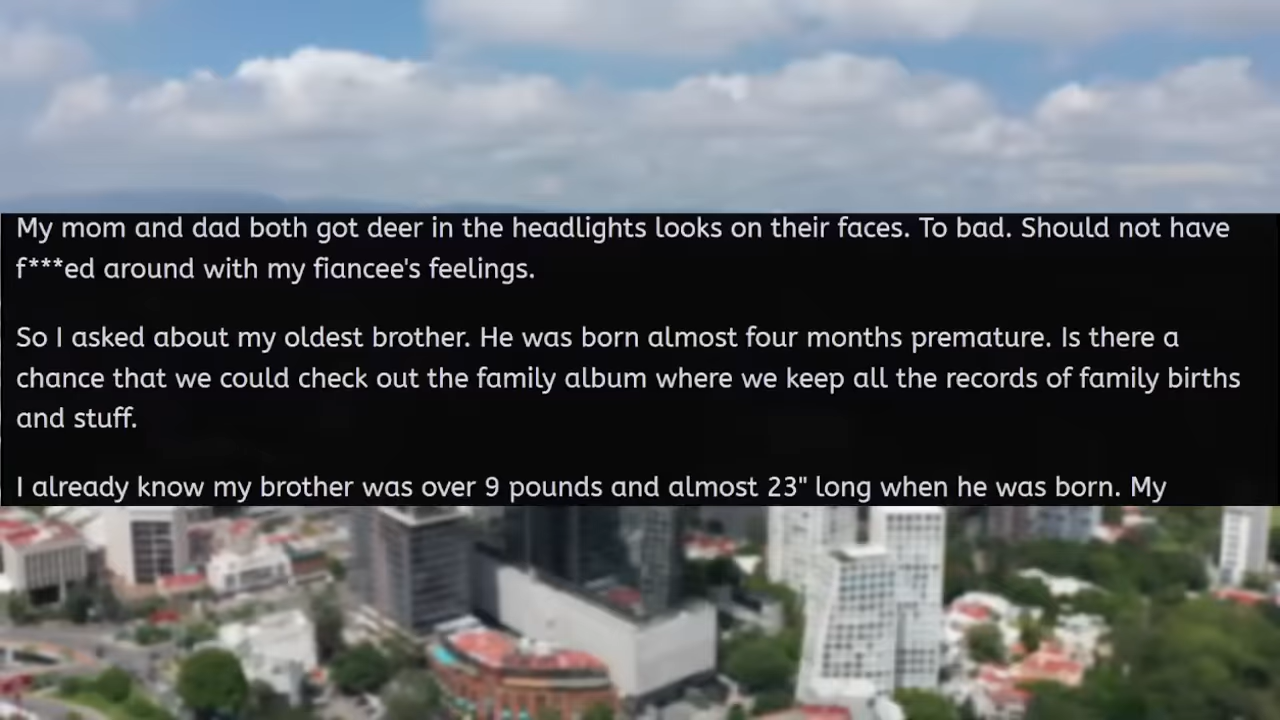 My mom and dad both got deer in the headlights looks on their faces. To bad. Should not have
f***ed around with my fiancee's feelings.
So I asked about my oldest brother. He was born almost four months premature. Is there a
chance that we could check out the family album where we keep all the records of family births
and stuff.
I already know my brother was over 9 pounds and almost 23" long when he was born. My